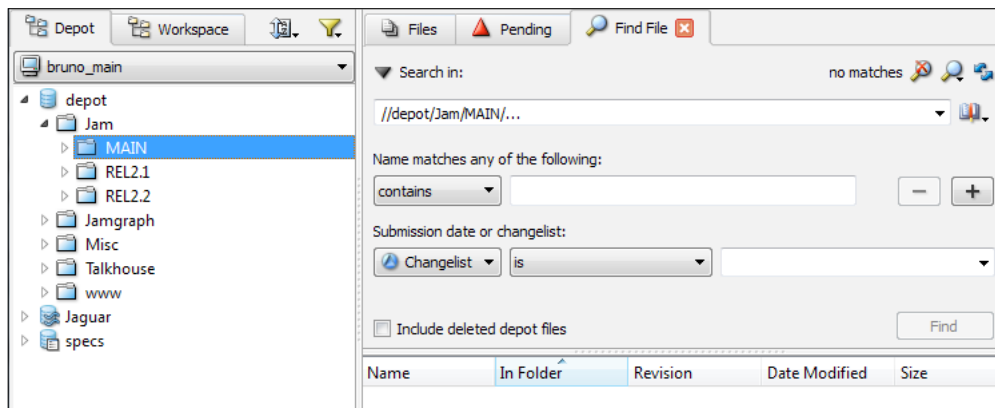 Depot
Workspace
bruno_main
depot
Jam
MAIN
REL2.1
REL2.2
Jamgraph
Misc
Talkhouse
www
Jaguar
specs
Files
Pending
Find File
Search in:
no matches
//depot/Jam/MAIN/...
Name matches any of the following:
contains
Submission date or changelist:
Changelist
is
Include deleted depot files
Find
Name In Folder Revision Date Modified Size